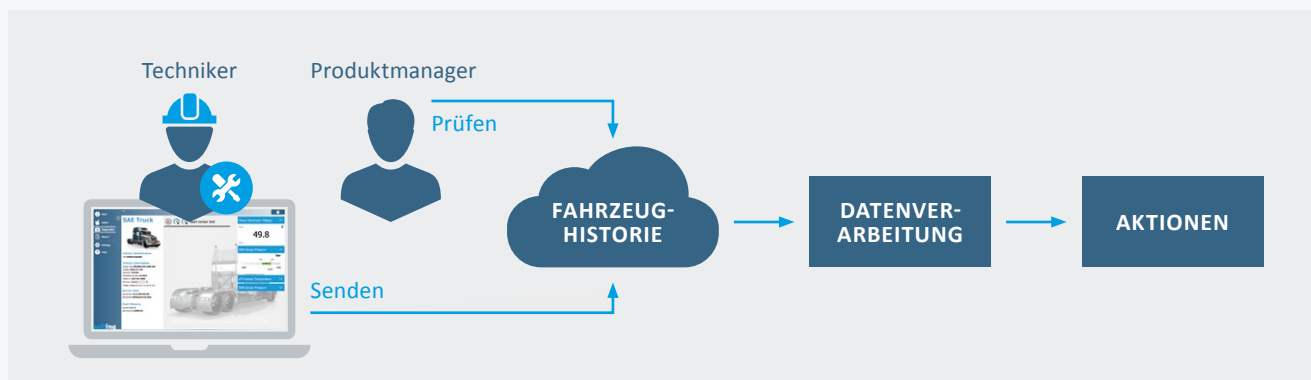 Techniker
Produktmanager
Prüfen
SAE Truck
49.8
Senden
FAHRZEUG-
HISTORIE
DATENVER-
ARBEITUNG
AKTIONEN